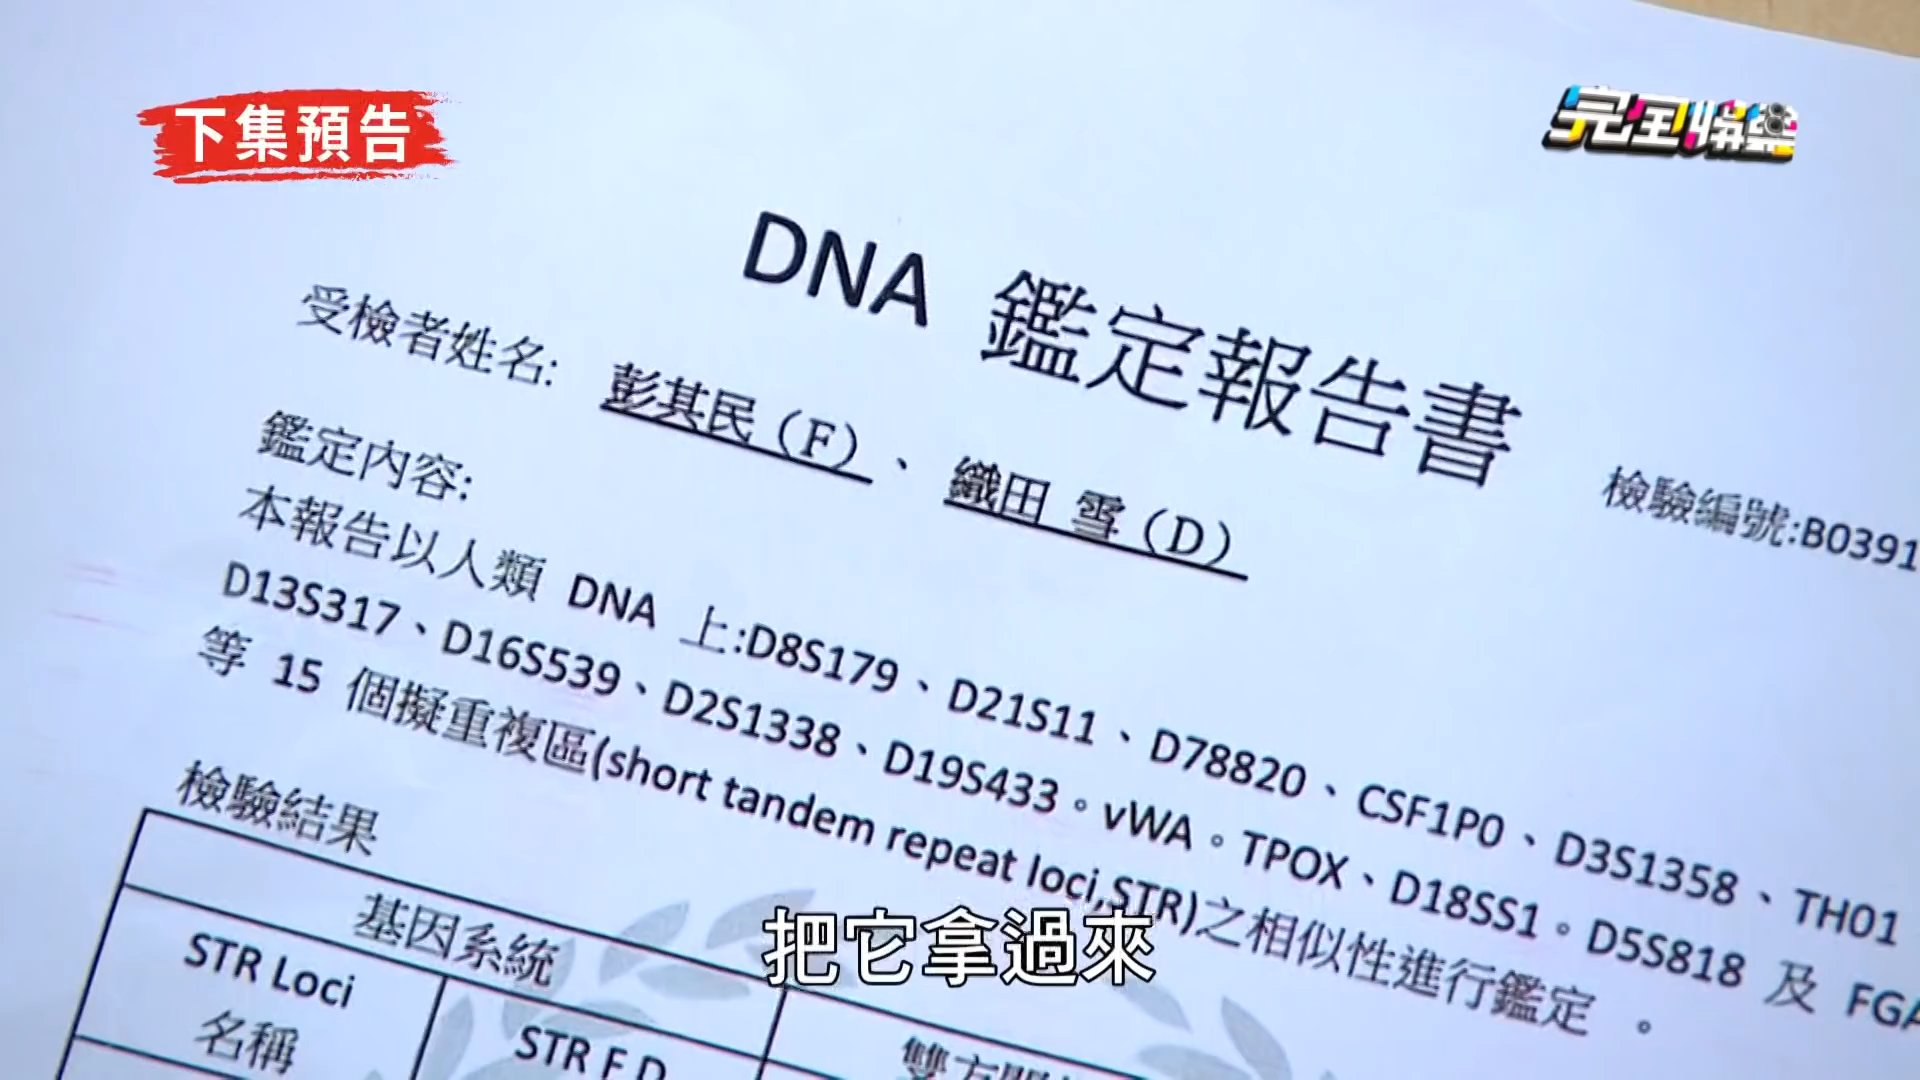 下集預告
完全娛樂
DNA 鑑定報告書
受檢者姓名: 彭其民（F）、織田 雪（D）
檢驗編號:B0391
鑑定內容:
本報告以人類 DNA 上:D8S179、D21S11、D78820、CSF1P0、D3S1358、TH01
D13S317、D16S539、D2S1338、D19S433。vWA。TPOX、D18SS1。D5S818 及 FGA
等 15 個擬重複區(short tandem repeat loci,STR)之相似性進行鑑定 。
檢驗結果
基因系統
STR Loci
名稱
STR F D
雙方
把它拿過來